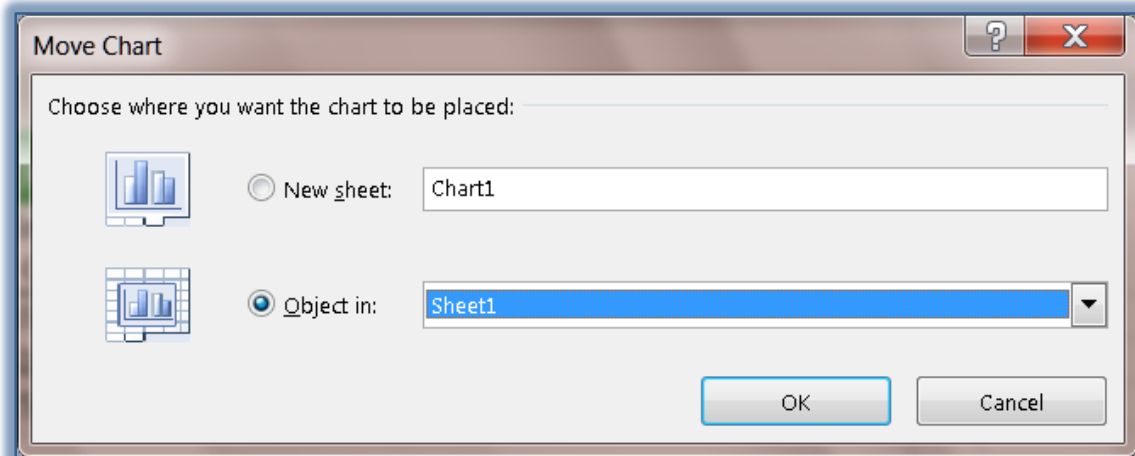 Move Chart
?
X
Choose where you want the chart to be placed:
New sheet: Chart1
Object in: Sheet1
OK Cancel